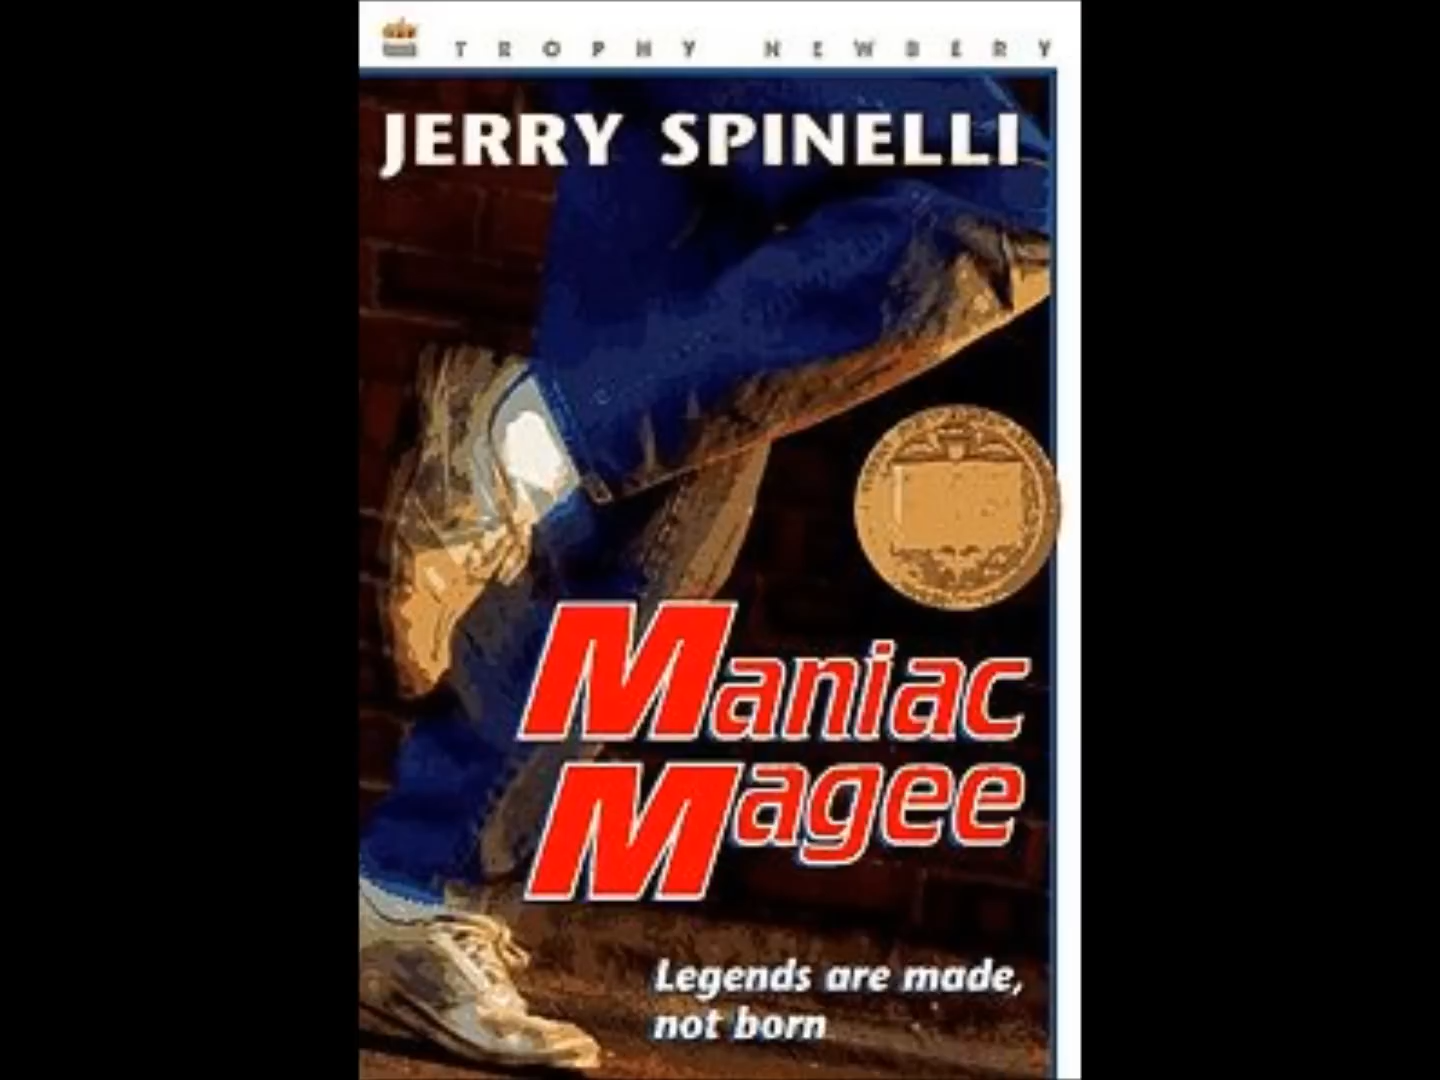 TROPHY NEWBERY
JERRY SPINELLI
Maniac
Magee
Legends are made,
not born